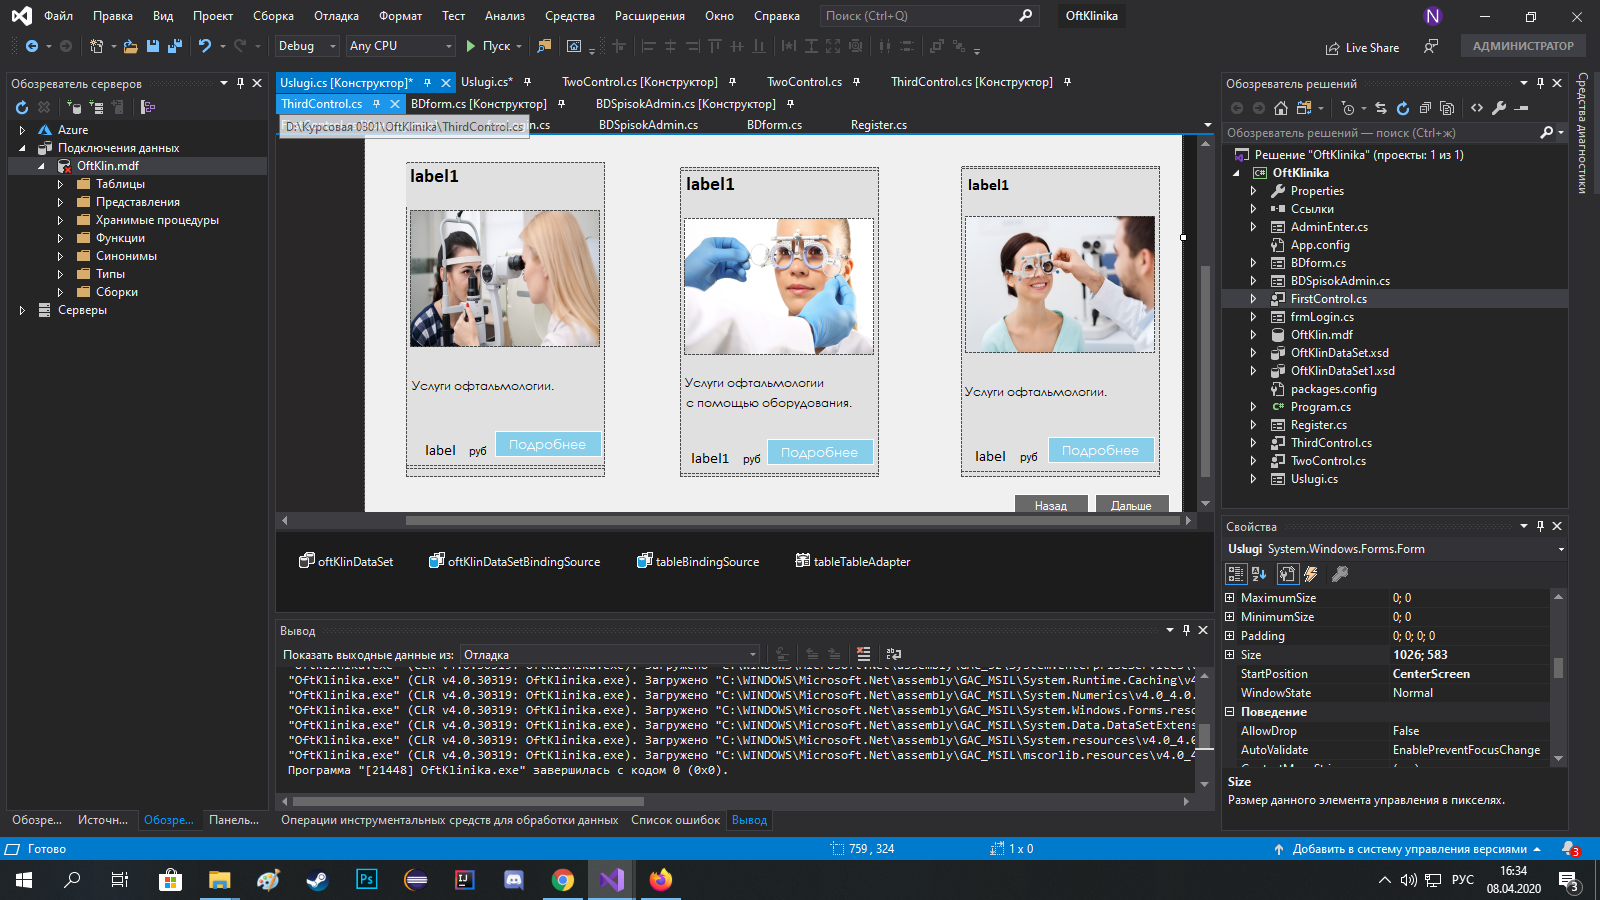 Файл Правка Вид Проект Сборка Отладка Формат Тест Анализ Средства Расширения Окно Справка Поиск (Ctrl+Q) OftKlinika N
Debug Any CPU Пуск Live Share АДМИНИСТРАТОР
Обозреватель серверов
Azure
Подключения данных
OftKlin.mdf
Таблицы
Представления
Хранимые процедуры
Функции
Синонимы
Типы
Сборки
Серверы
Обозре... Источн... Обозре... Панель...
Uslugi.cs [Конструктор]* Uslugi.cs* TwoControl.cs [Конструктор] TwoControl.cs ThirdControl.cs [Конструктор]
ThirdControl.cs BDform.cs [Конструктор] BDSpisokAdmin.cs [Конструктор]
D:\Курсовая 0301\OftKlinika\ThirdControl.cs BDSpisokAdmin.cs BDform.cs Register.cs
label1
Услуги офтальмологии.
label руб Подробнее
label1
Услуги офтальмологии
с помощью оборудования.
label1 руб Подробнее
label1
Услуги офтальмологии.
label руб Подробнее
Назад Дальше
oftKlinDataSet oftKlinDataSetBindingSource tableBindingSource tableTableAdapter
Вывод
Показать выходные данные из: Отладка
"OftKlinika.exe" (CLR v4.0.30319: OftKlinika.exe). Загружено "C:\WINDOWS\Microsoft.Net\assembly\GAC_MSIL\System.Runtime.Caching\v4
"OftKlinika.exe" (CLR v4.0.30319: OftKlinika.exe). Загружено "C:\WINDOWS\Microsoft.Net\assembly\GAC_MSIL\System.Numerics\v4.0_4.0.
"OftKlinika.exe" (CLR v4.0.30319: OftKlinika.exe). Загружено "C:\WINDOWS\Microsoft.Net\assembly\GAC_MSIL\System.Windows.Forms.reso
"OftKlinika.exe" (CLR v4.0.30319: OftKlinika.exe). Загружено "C:\WINDOWS\Microsoft.Net\assembly\GAC_MSIL\System.Data.DataSetExtens
"OftKlinika.exe" (CLR v4.0.30319: OftKlinika.exe). Загружено "C:\WINDOWS\Microsoft.Net\assembly\GAC_MSIL\System.resources\v4.0_4.0
"OftKlinika.exe" (CLR v4.0.30319: OftKlinika.exe). Загружено "C:\WINDOWS\Microsoft.Net\assembly\GAC_MSIL\mscorlib.resources\v4.0_4
Программа "[21448] OftKlinika.exe" завершилась с кодом 0 (0x0).
Операции инструментальных средств для обработки данных Список ошибок Вывод
Обозреватель решений
Обозреватель решений — поиск (Ctrl+ж)
Решение "OftKlinika" (проекты: 1 из 1)
OftKlinika
Properties
Ссылки
AdminEnter.cs
App.config
BDform.cs
BDSpisokAdmin.cs
FirstControl.cs
frmLogin.cs
OftKlin.mdf
OftKlinDataSet.xsd
OftKlinDataSet1.xsd
packages.config
Program.cs
Register.cs
ThirdControl.cs
TwoControl.cs
Uslugi.cs
Средства диагностики
Свойства
Uslugi System.Windows.Forms.Form
MaximumSize 0; 0
MinimumSize 0; 0
Padding 0; 0; 0; 0
Size 1026; 583
StartPosition CenterScreen
WindowState Normal
Поведение
AllowDrop False
AutoValidate EnablePreventFocusChange
Size
Размер данного элемента управления в пикселях.
Готово 759 , 324 1 x 0 Добавить в систему управления версиями 3
Ps IJ РУС 16:34
08.04.2020 3